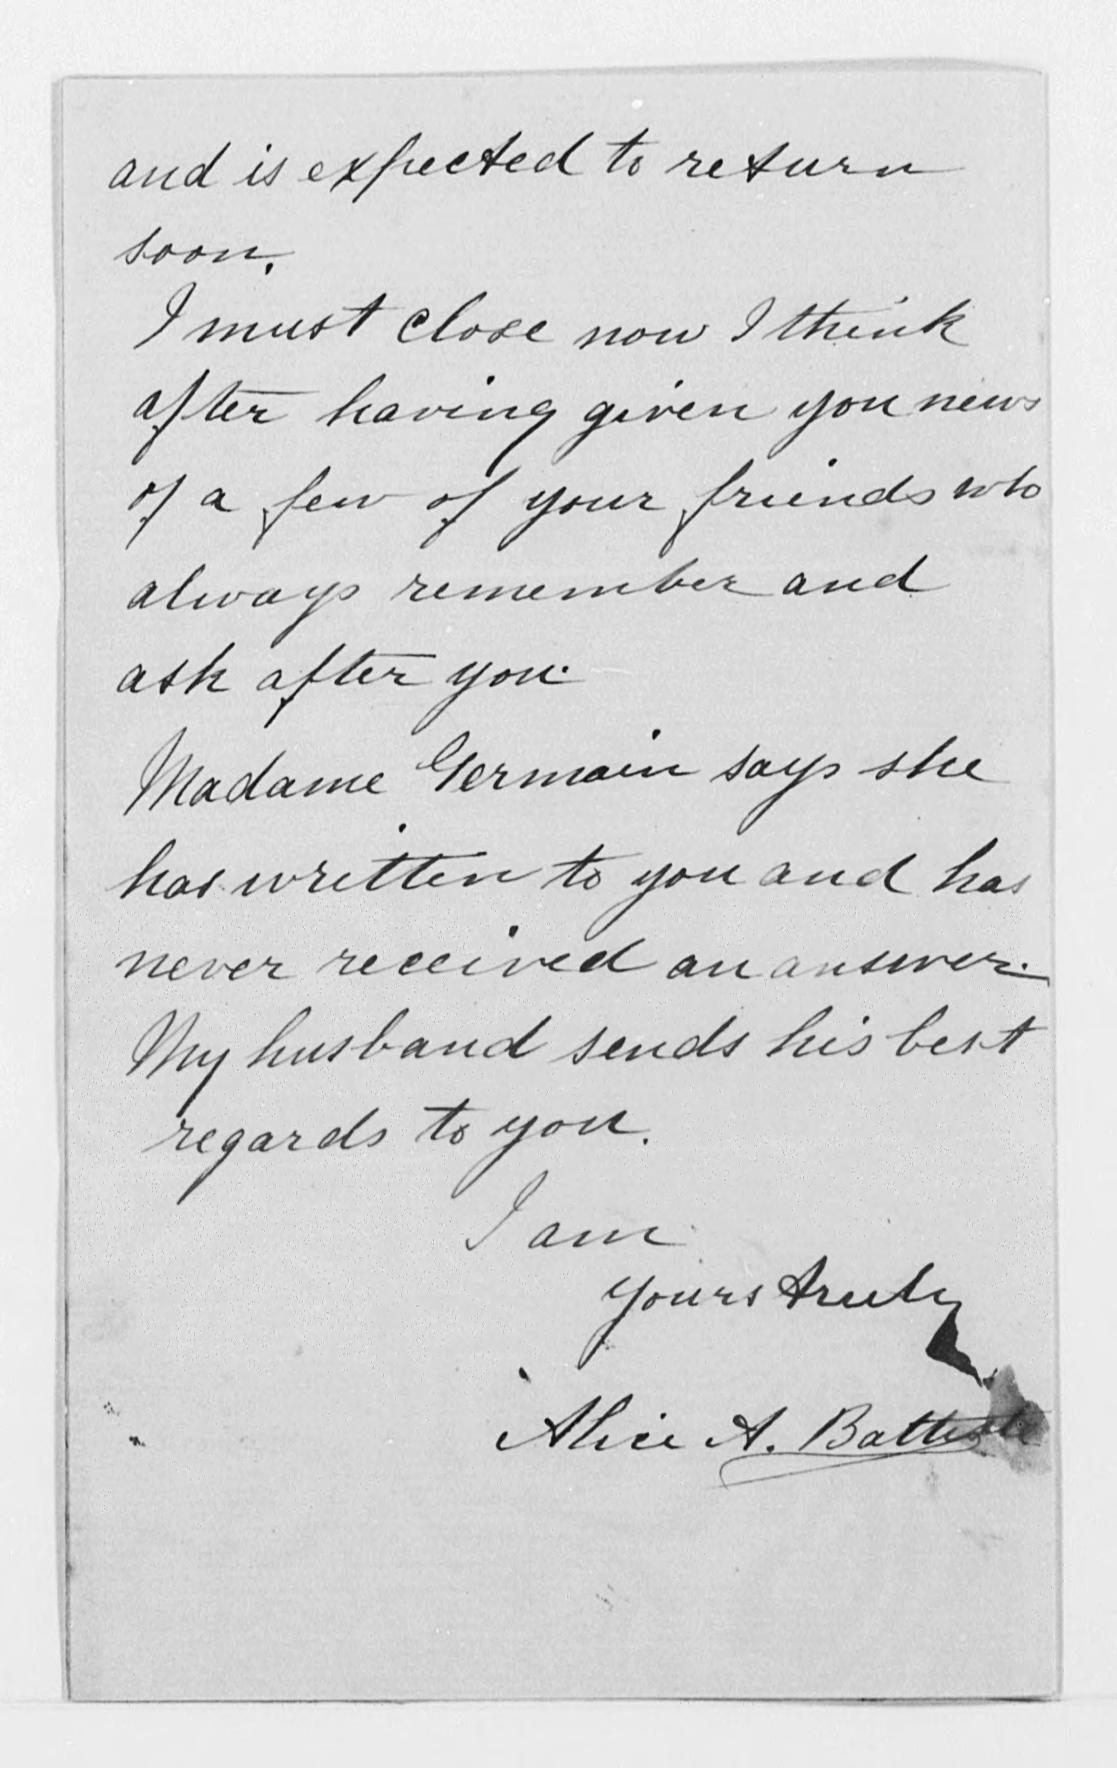 and is expected to return
soon.
I must close now I think
after having given you news
of a few of your friends who
always remember and
ask after you.
Madame Germain says she
has written to you and has
never received an answer.
My husband sends his best
regards to you.
I am
yours truly
Alice A.